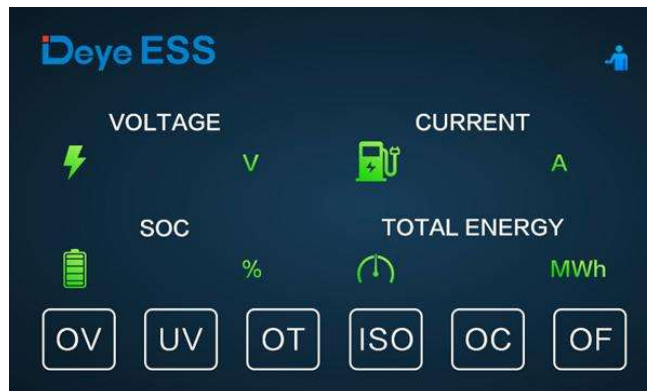 Deye ESS
VOLTAGE
CURRENT
V
A
SOC
TOTAL ENERGY
%
MWh
OV UV OT ISO OC OF